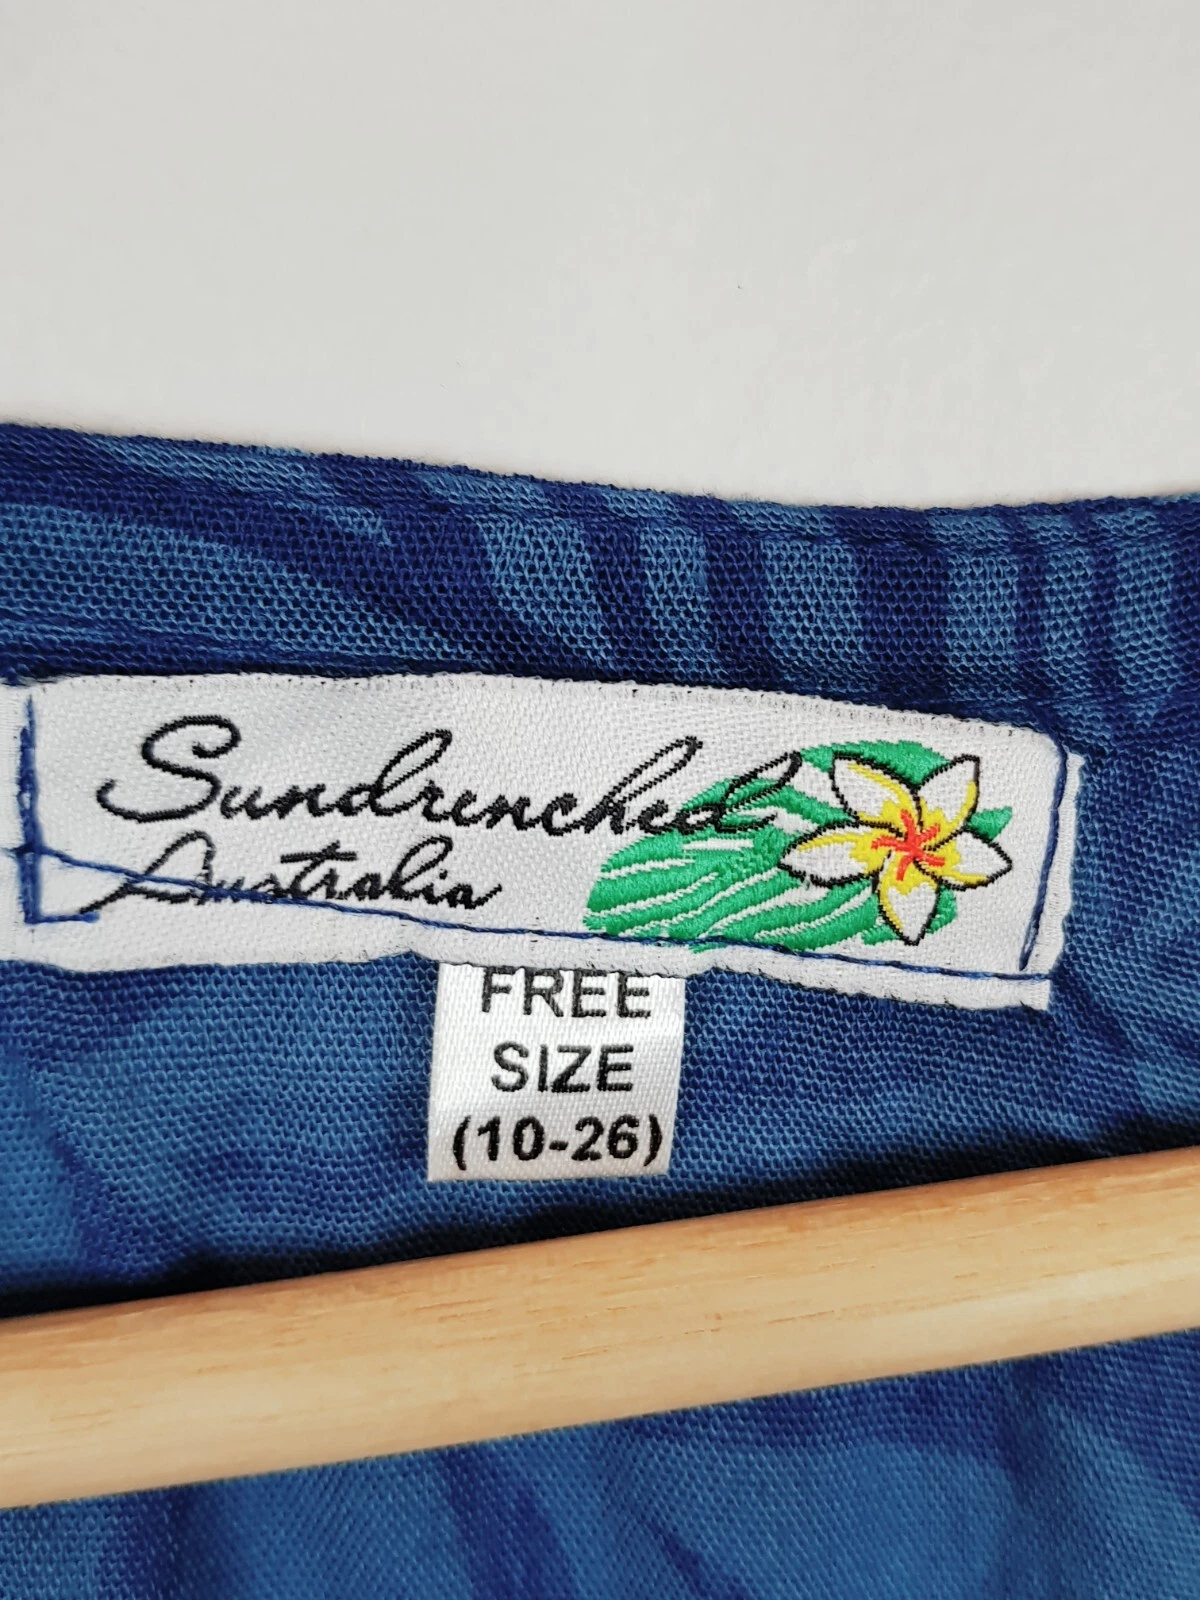 Sundrenched
Australia
FREE
SIZE
(10-26)